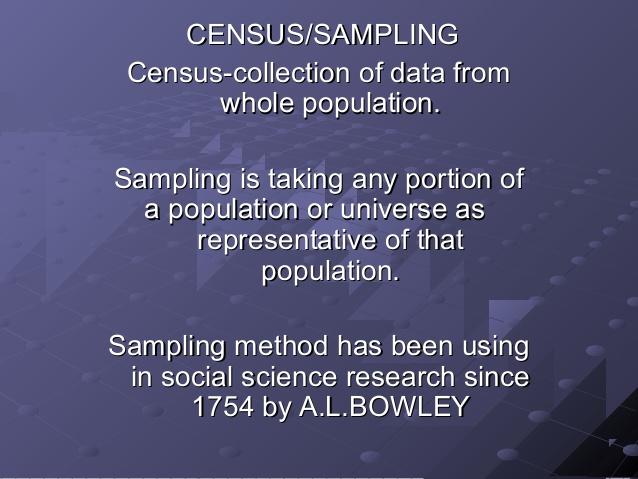 CENSUS/SAMPLING
Census-collection of data from
whole population.
Sampling is taking any portion of
a population or universe as
representative of that
population.
Sampling method has been using
in social science research since
1754 by A.L.BOWLEY